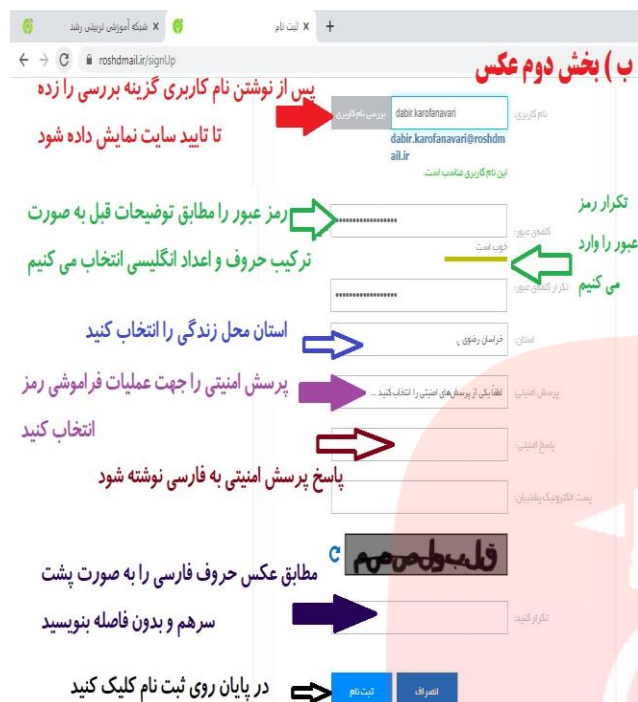 شبکه آموزشی تربیتی رشد
ثبت نام
roshdmail.ir/signUp
ب ) بخش دوم عکس
پس از نوشتن نام کاربری گزینه بررسی را زده
تا تایید سایت نمایش داده شود
نام کاربری:
dabir.karofanavari
بررسی نام کاربری
dabir.karofanavari@roshdm
ail.ir
این نام کاربری مناسب است.
رمز عبور را مطابق توضیحات قبل به صورت
ترکیب حروف و اعداد انگلیسی انتخاب می کنیم
کلمه‌ی عبور:
خوب است
تکرار رمز
عبور را وارد
می کنیم
تکرار کلمه‌ی عبور:
استان محل زندگی را انتخاب کنید
استان:
خراسان رضوی
پرسش امنیتی را جهت عملیات فراموشی رمز
انتخاب کنید
پرسش امنیتی:
لطفاً یکی از پرسش‌های امنیتی را انتخاب کنید ...
پاسخ امنیتی:
پاسخ پرسش امنیتی به فارسی نوشته شود
پست الکترونیک پشتیبان:
مطابق عکس حروف فارسی را به صورت پشت
سرهم و بدون فاصله بنویسید
تکرار کنید:
در پایان روی ثبت نام کلیک کنید
ثبت نام
انصراف